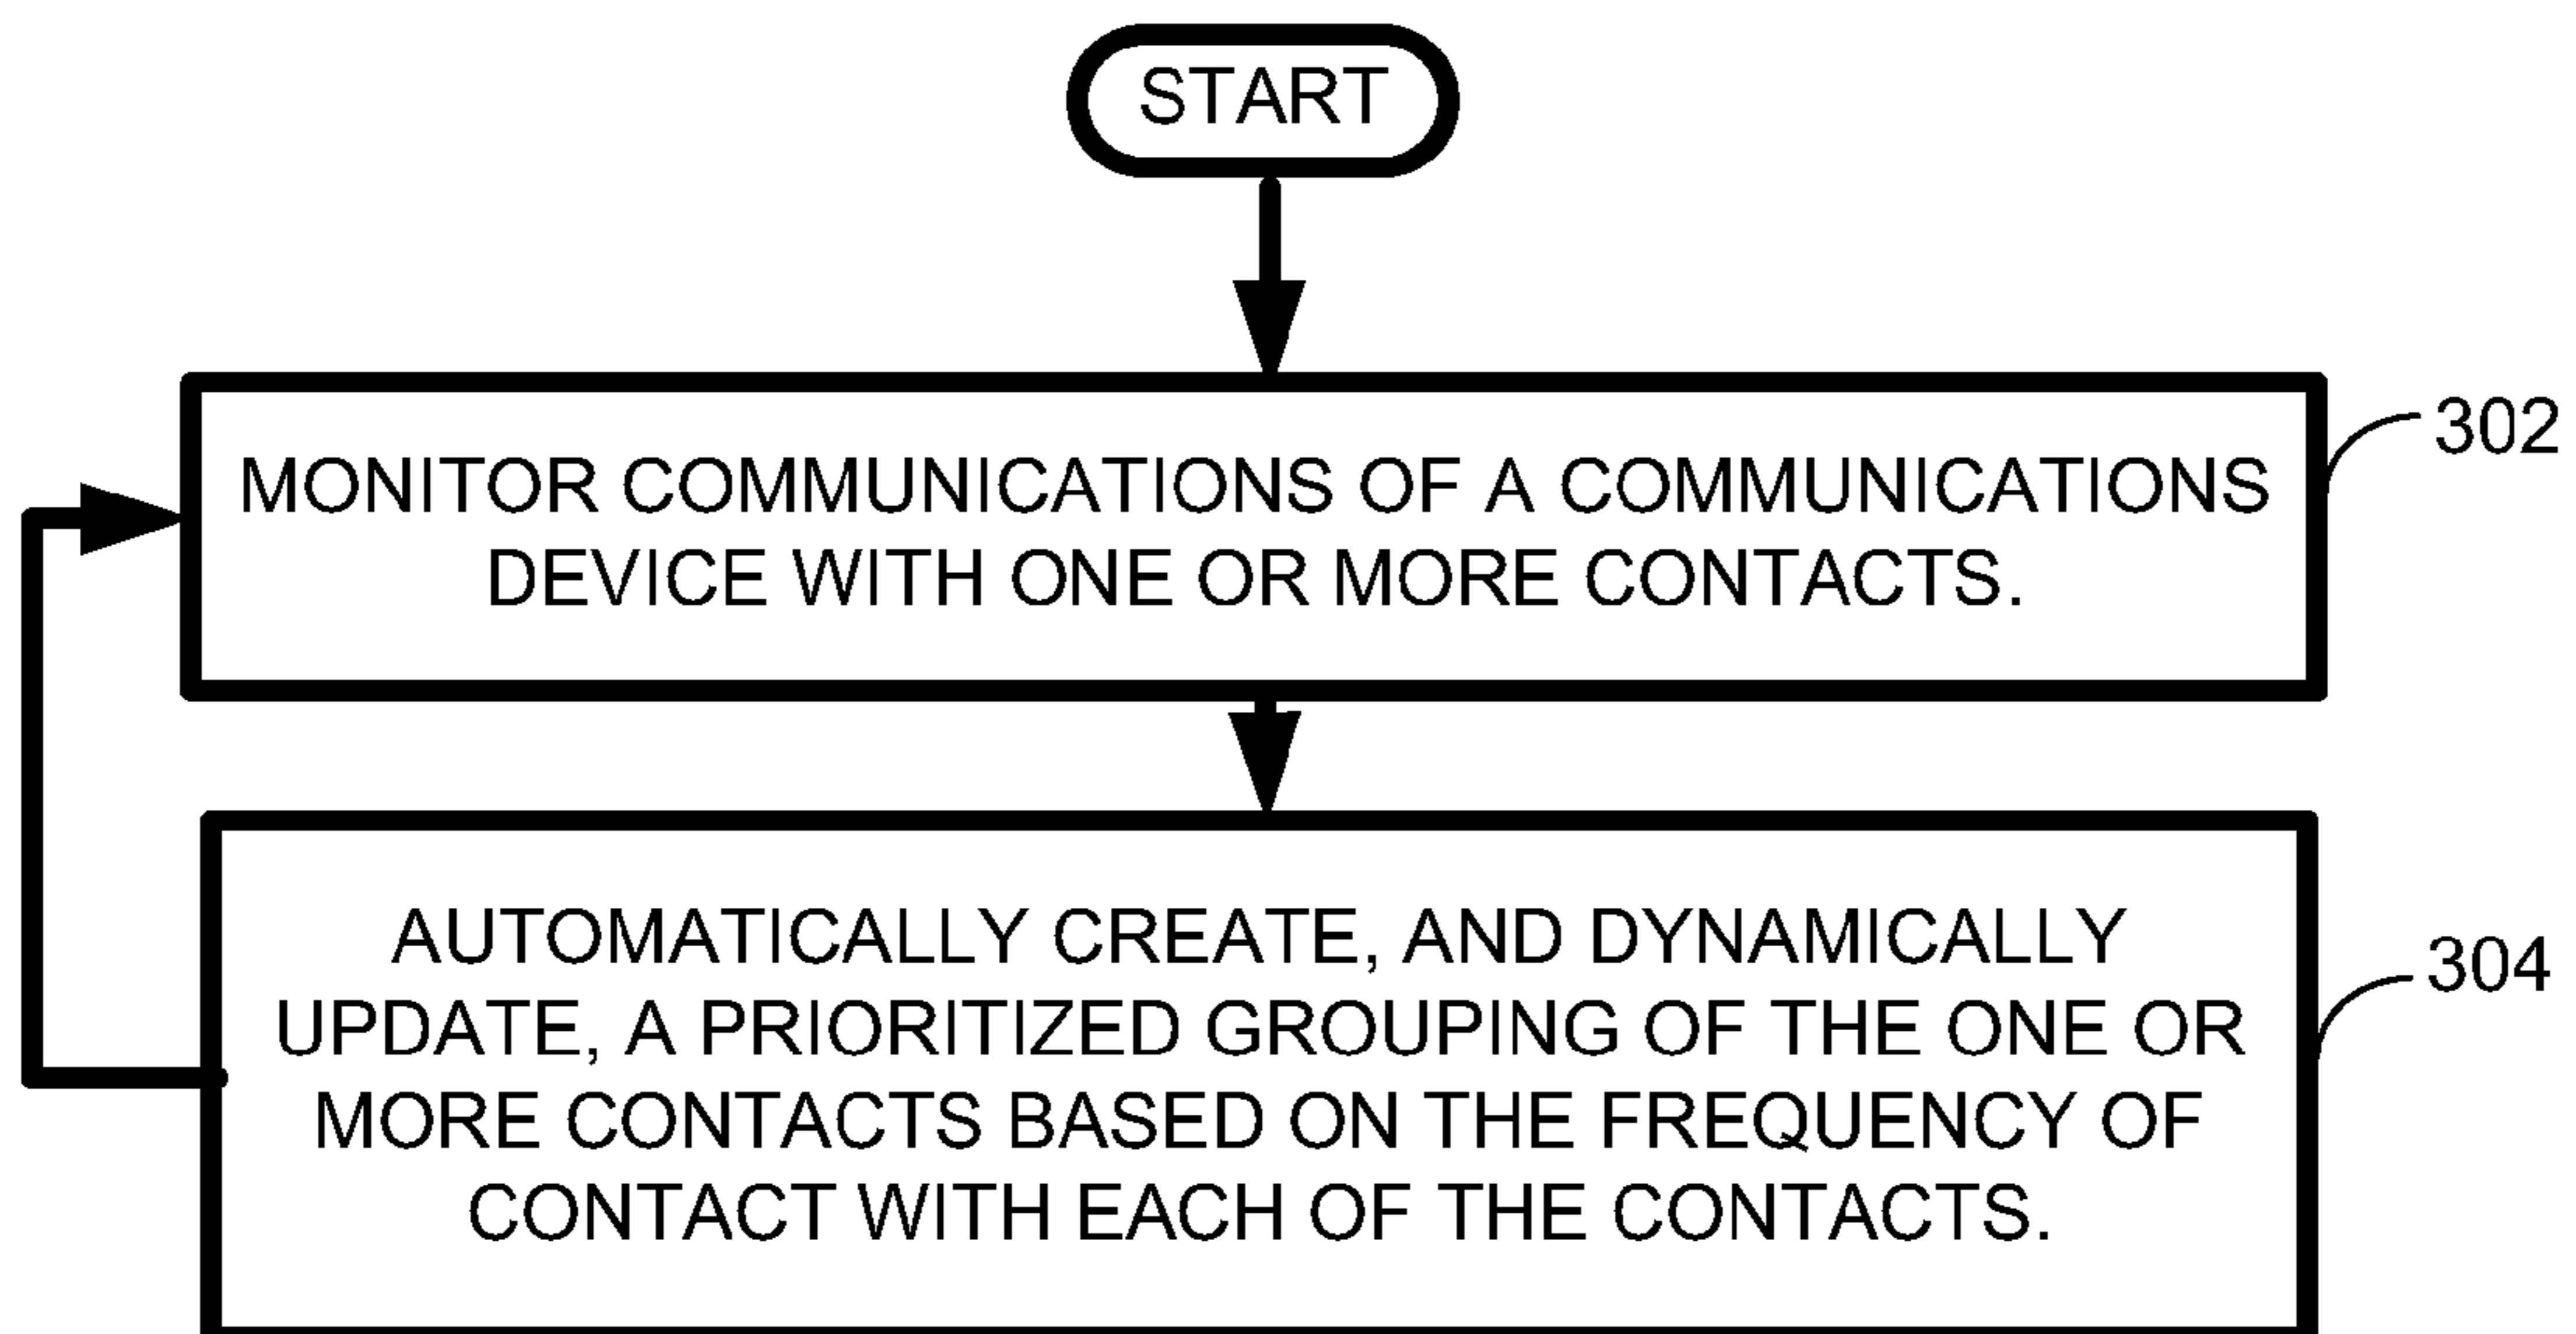 START
302
MONITOR COMMUNICATIONS OF A COMMUNICATIONS
DEVICE WITH ONE OR MORE CONTACTS.
304
AUTOMATICALLY CREATE, AND DYNAMICALLY
UPDATE, A PRIORITIZED GROUPING OF THE ONE OR
MORE CONTACTS BASED ON THE FREQUENCY OF
CONTACT WITH EACH OF THE CONTACTS.